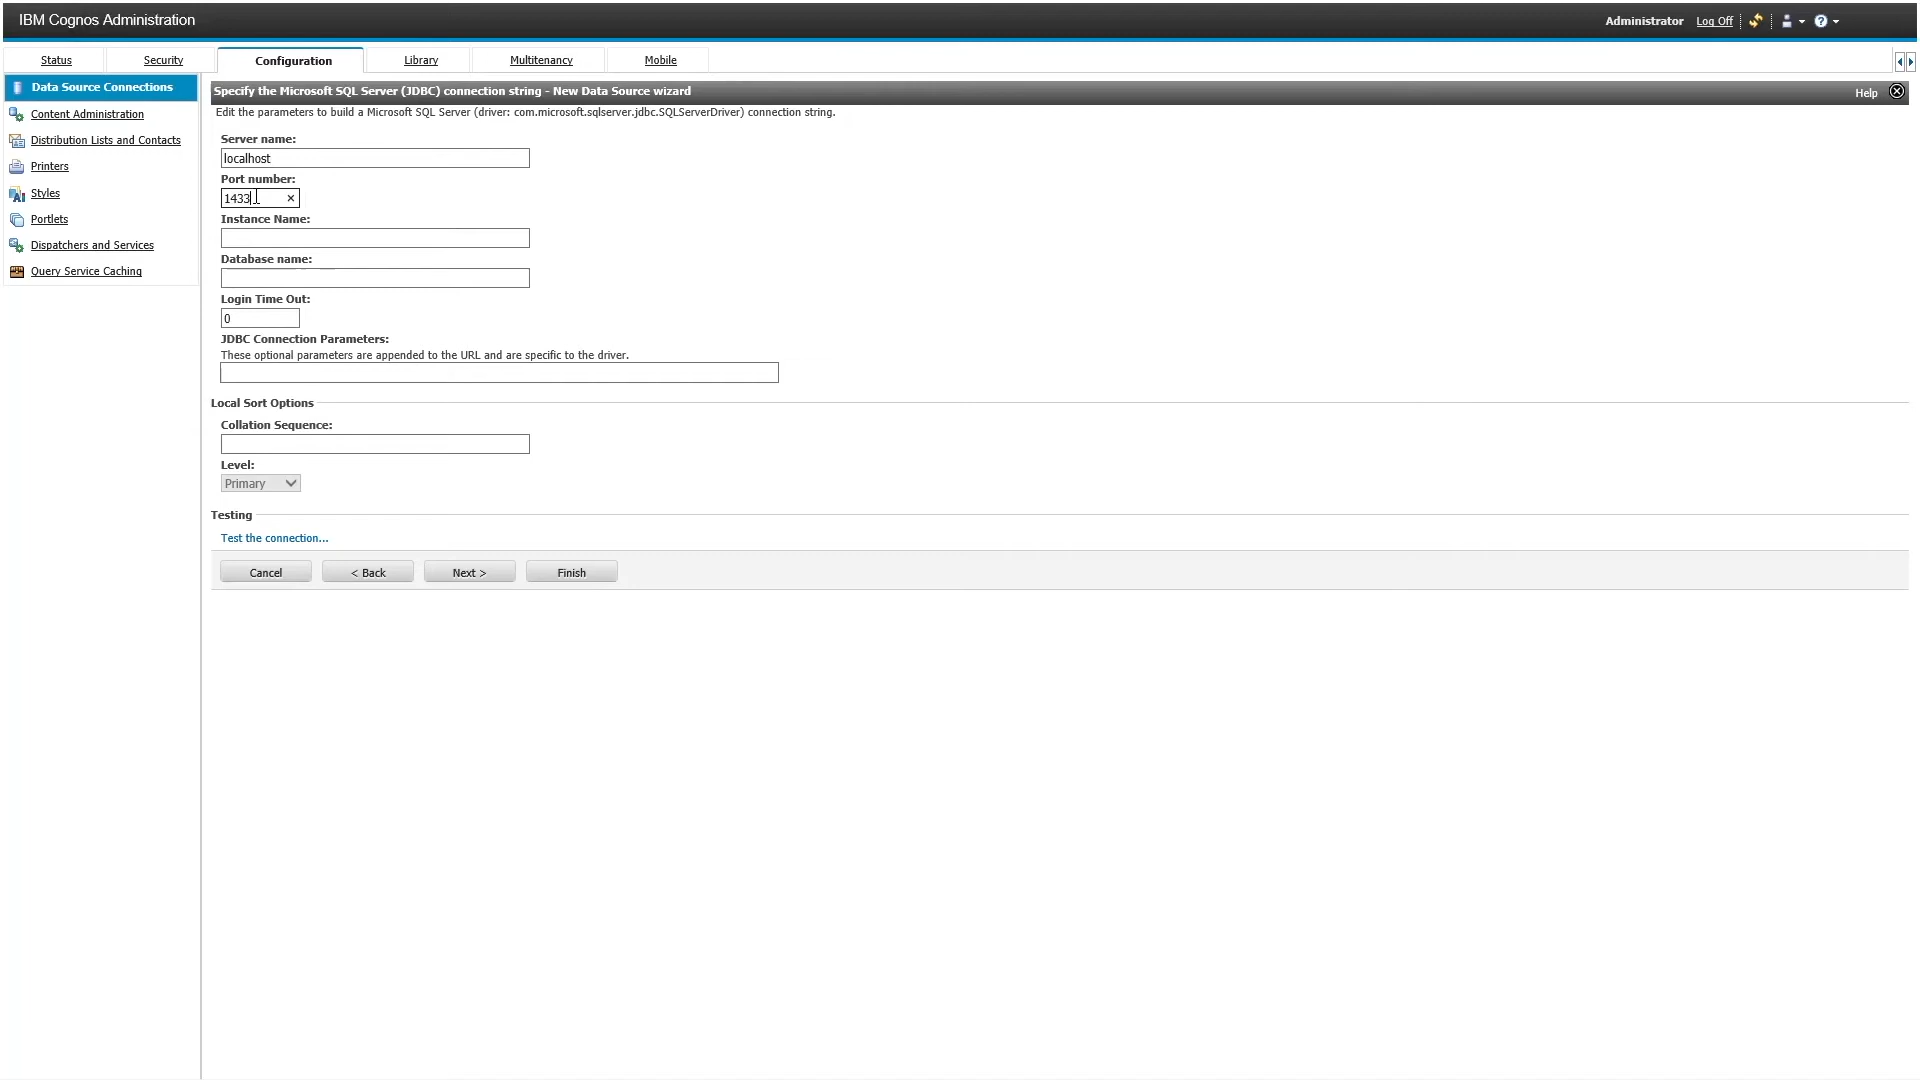 IBM Cognos Administration
Administrator Log Off
Status Security Configuration Library Multitenancy Mobile
Data Source Connections
Content Administration
Distribution Lists and Contacts
Printers
Styles
Portlets
Dispatchers and Services
Query Service Caching
Specify the Microsoft SQL Server (JDBC) connection string - New Data Source wizard
Help
Edit the parameters to build a Microsoft SQL Server (driver: com.microsoft.sqlserver.jdbc.SQLServerDriver) connection string.
Server name:
localhost
Port number:
1433
Instance Name:
Database name:
Login Time Out:
0
JDBC Connection Parameters:
These optional parameters are appended to the URL and are specific to the driver.
Local Sort Options
Collation Sequence:
Level:
Primary
Testing
Test the connection...
Cancel < Back Next > Finish